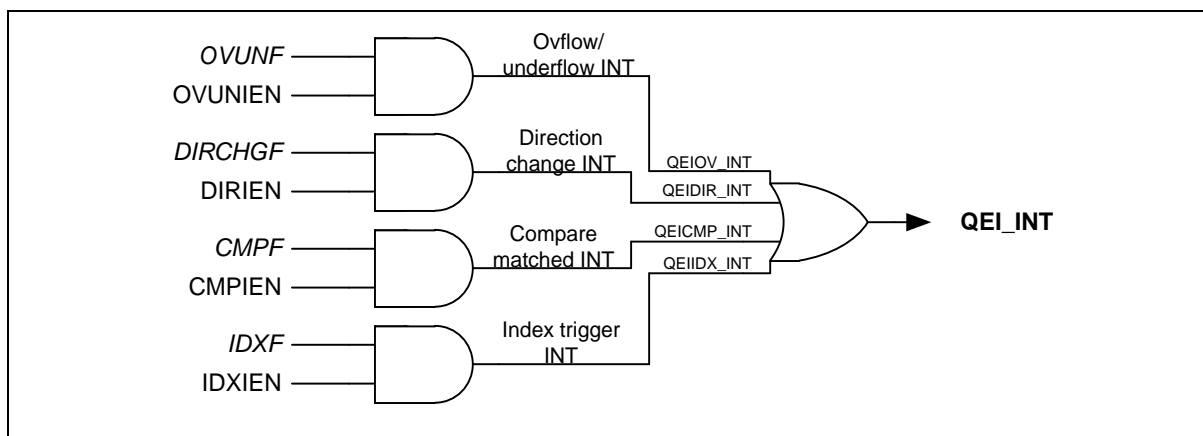 OVUNF
OVUNIEN
Ovflow/
underflow INT
DIRCHGF
DIRIEN
Direction
change INT
CMPF
CMPIEN
Compare
matched INT
IDXF
IDXIEN
Index trigger
INT
QEIOV_INT
QEIDIR_INT
QEICMP_INT
QEIIDX_INT
QEI_INT